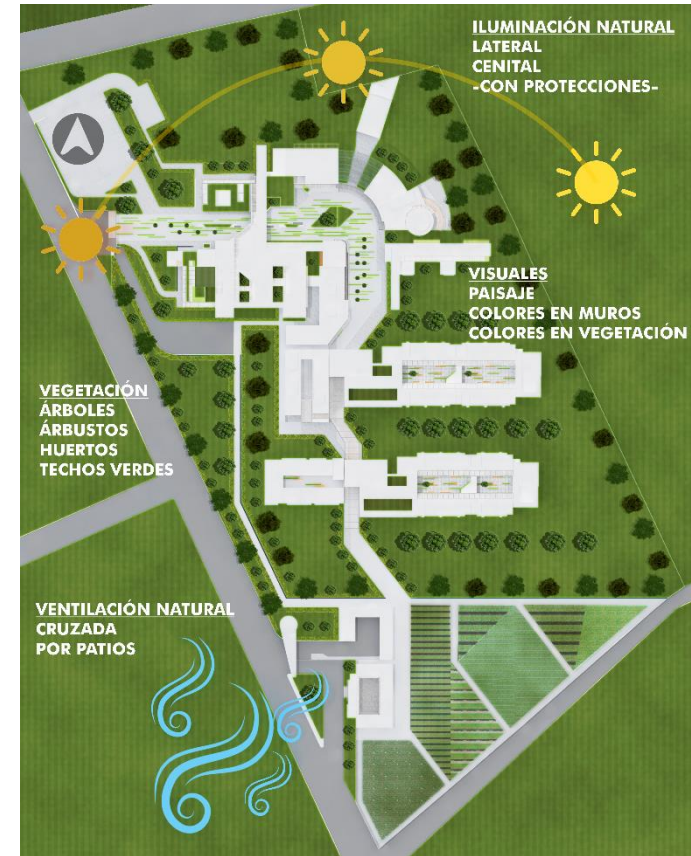 ILUMINACIÓN NATURAL
LATERAL
CENITAL
-CON PROTECCIONES-
VISUALES
PAISAJE
COLORES EN MUROS
COLORES EN VEGETACIÓN
VEGETACIÓN
ÁRBOLES
ÁRBUSTOS
HUERTOS
TECHOS VERDES
VENTILACIÓN NATURAL
CRUZADA
POR PATIOS